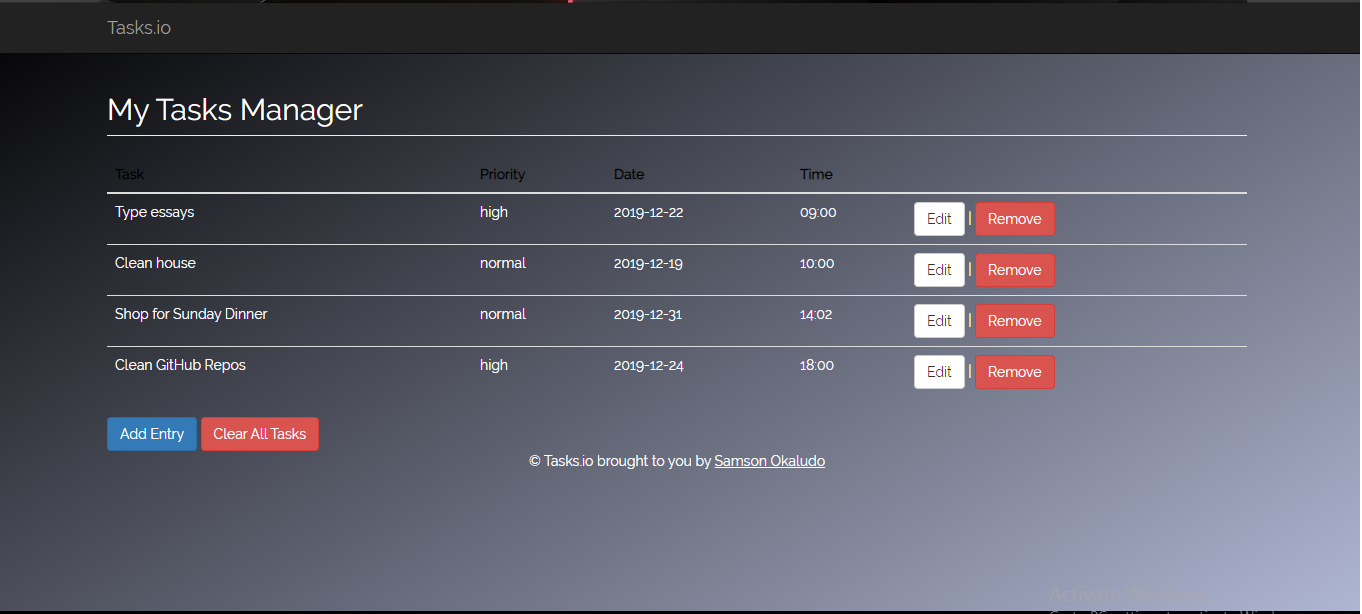 Tasks.io
My Tasks Manager
Task Priority Date Time
Type essays high 2019-12-22 09:00 Edit | Remove
Clean house normal 2019-12-19 10:00 Edit | Remove
Shop for Sunday Dinner normal 2019-12-31 14:02 Edit | Remove
Clean GitHub Repos high 2019-12-24 18:00 Edit | Remove
Add Entry Clear All Tasks
© Tasks.io brought to you by Samson Okaludo
Activate